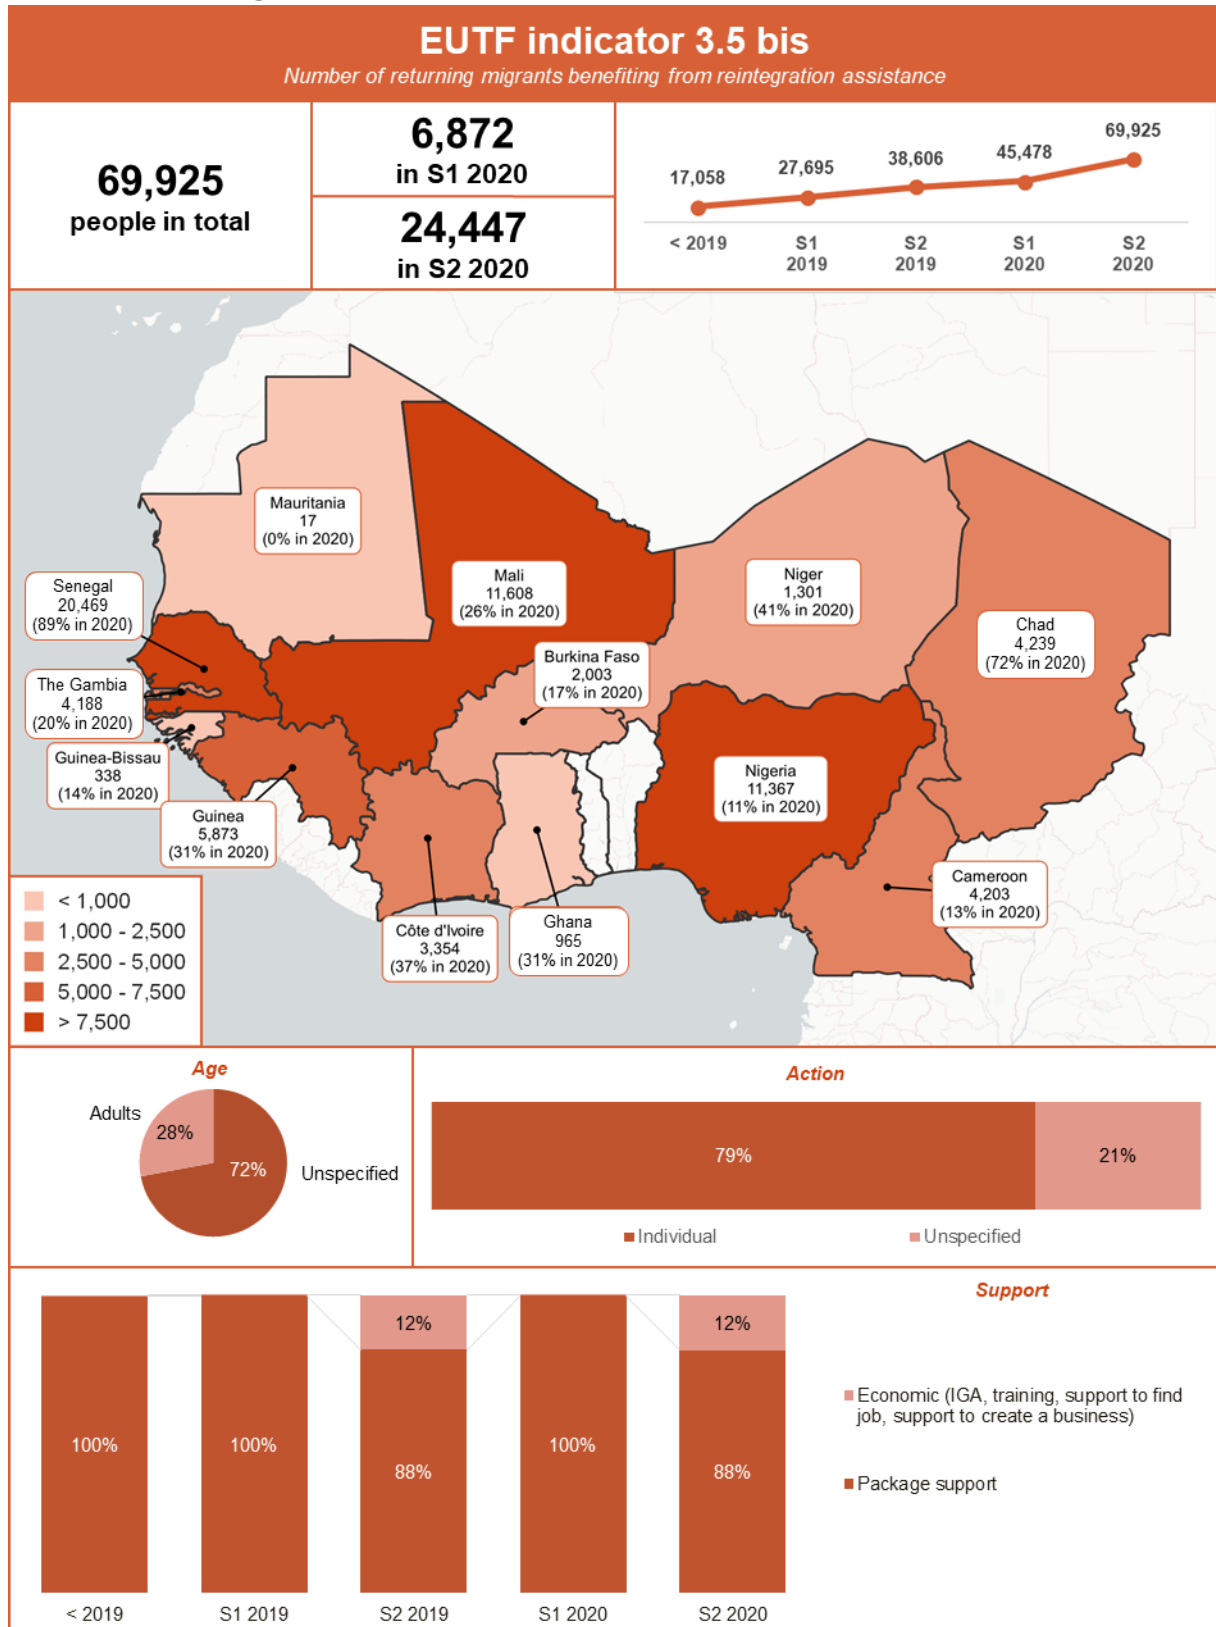 EUTF indicator 3.5 bis
Number of returning migrants benefiting from reintegration assistance
69,925
people in total
6,872
in S1 2020
24,447
in S2 2020
17,058
27,695
38,606
45,478
69,925
< 2019
S1
2019
S2
2019
S1
2020
S2
2020
Mauritania
17
(0% in 2020)
Senegal
20,469
(89% in 2020)
Mali
11,608
(26% in 2020)
Niger
1,301
(41% in 2020)
Chad
4,239
(72% in 2020)
The Gambia
4,188
(20% in 2020)
Burkina Faso
2,003
(17% in 2020)
Guinea-Bissau
338
(14% in 2020)
Guinea
5,873
(31% in 2020)
Nigeria
11,367
(11% in 2020)
Cameroon
4,203
(13% in 2020)
Côte d'Ivoire
3,354
(37% in 2020)
Ghana
965
(31% in 2020)
< 1,000
1,000 - 2,500
2,500 - 5,000
5,000 - 7,500
> 7,500
Age
Adults
28%
72%
Unspecified
Action
79%
21%
Individual
Unspecified
Support
100%
100%
12%
88%
100%
12%
88%
< 2019
S1 2019
S2 2019
S1 2020
S2 2020
Economic (IGA, training, support to find
job, support to create a business)
Package support